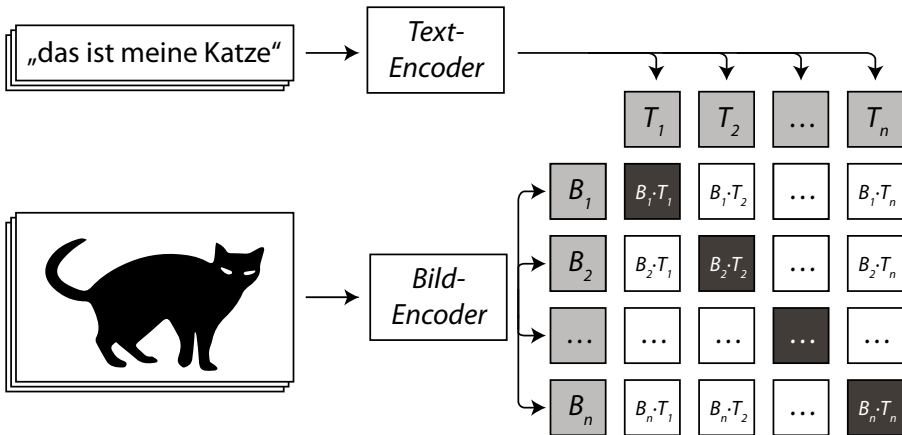 „das ist meine Katze“
Text-
Encoder
T1 T2 ... Tn
B1 B1·T1 B1·T2 ... B1·Tn
B2 B2·T1 B2·T2 ... B2·Tn
... ... ... ... ...
Bild-
Encoder
Bn Bn·T1 Bn·T2 ... Bn·Tn